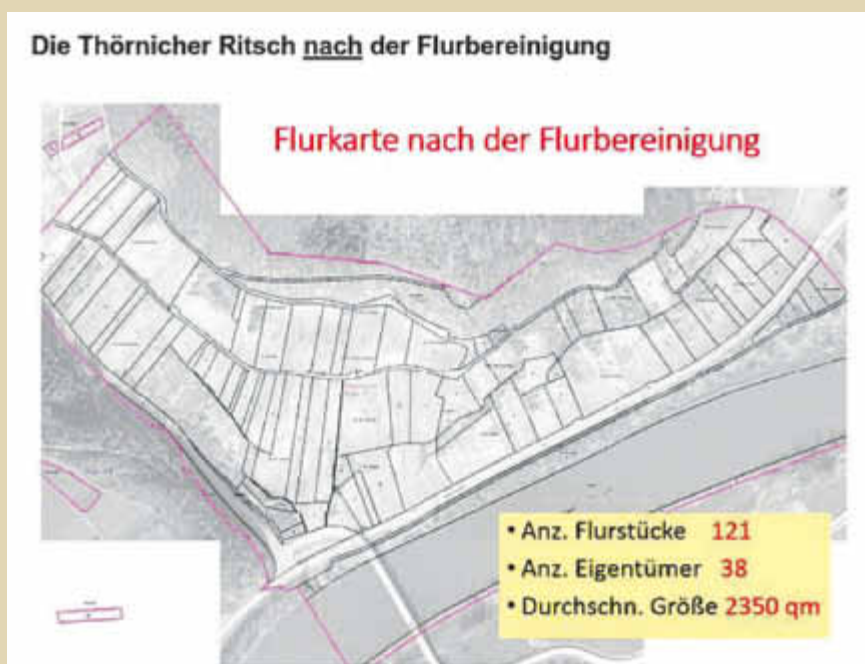 Die Thörnicher Ritsch nach der Flurbereinigung
Flurkarte nach der Flurbereinigung
• Anz. Flurstücke 121
• Anz. Eigentümer 38
• Durchschn. Größe 2350 qm